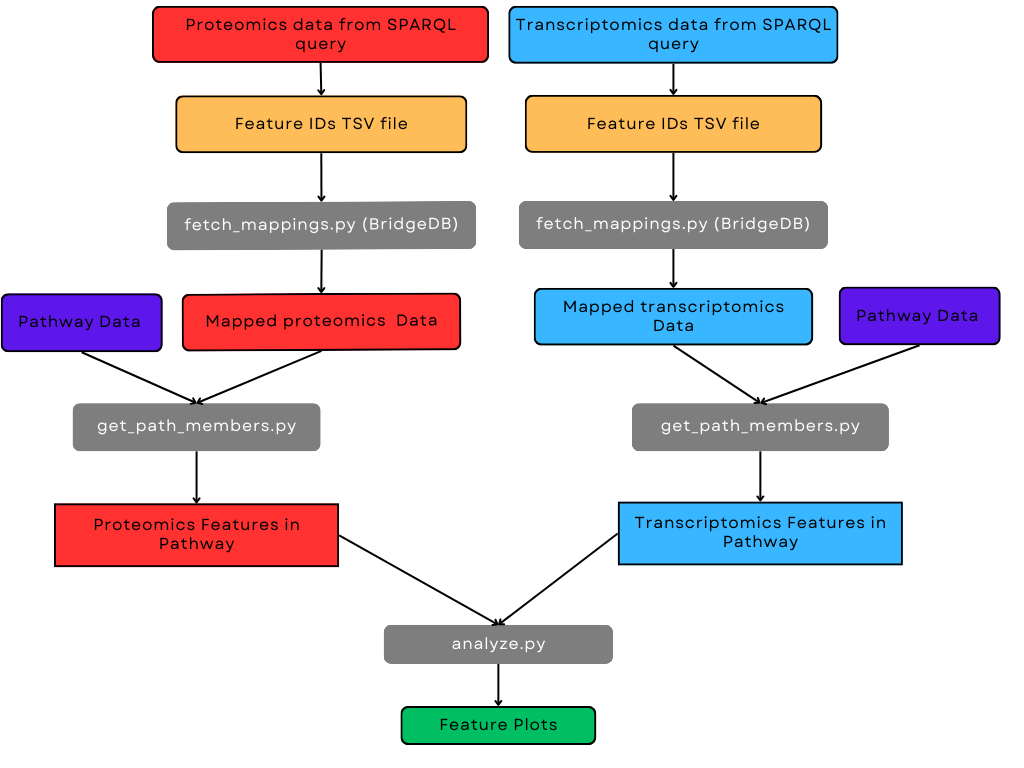 Proteomics data from SPARQL
query
Transcriptomics data from SPARQL
query
Feature IDs TSV file
Feature IDs TSV file
fetch_mappings.py (BridgeDB)
fetch_mappings.py (BridgeDB)
Pathway Data
Mapped proteomics  Data
Mapped transcriptomics
Data
Pathway Data
get_path_members.py
get_path_members.py
Proteomics Features in
Pathway
Transcriptomics Features in
Pathway
analyze.py
Feature Plots